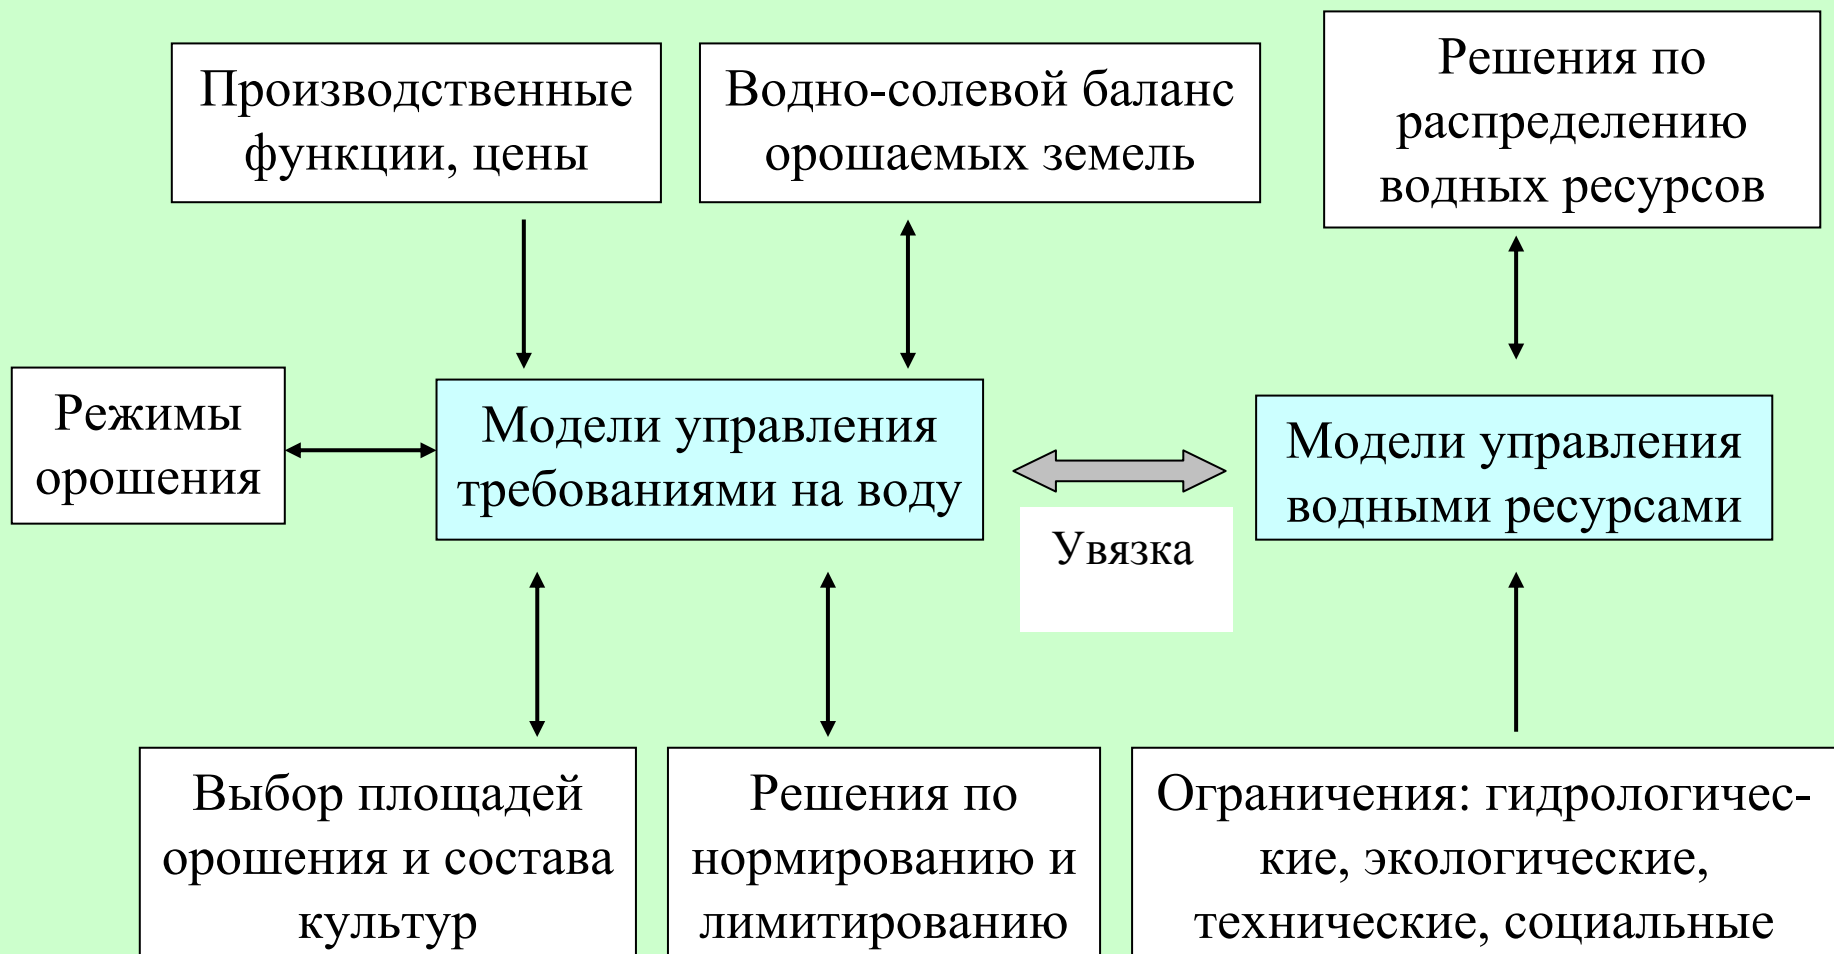 Производственные
функции, цены
Водно-солевой баланс
орошаемых земель
Решения по
распределению
водных ресурсов
Режимы
орошения
Модели управления
требованиями на воду
Увязка
Модели управления
водными ресурсами
Выбор площадей
орошения и состава
культур
Решения по
нормированию и
лимитированию
Ограничения: гидрологичес-
кие, экологические,
технические, социальные